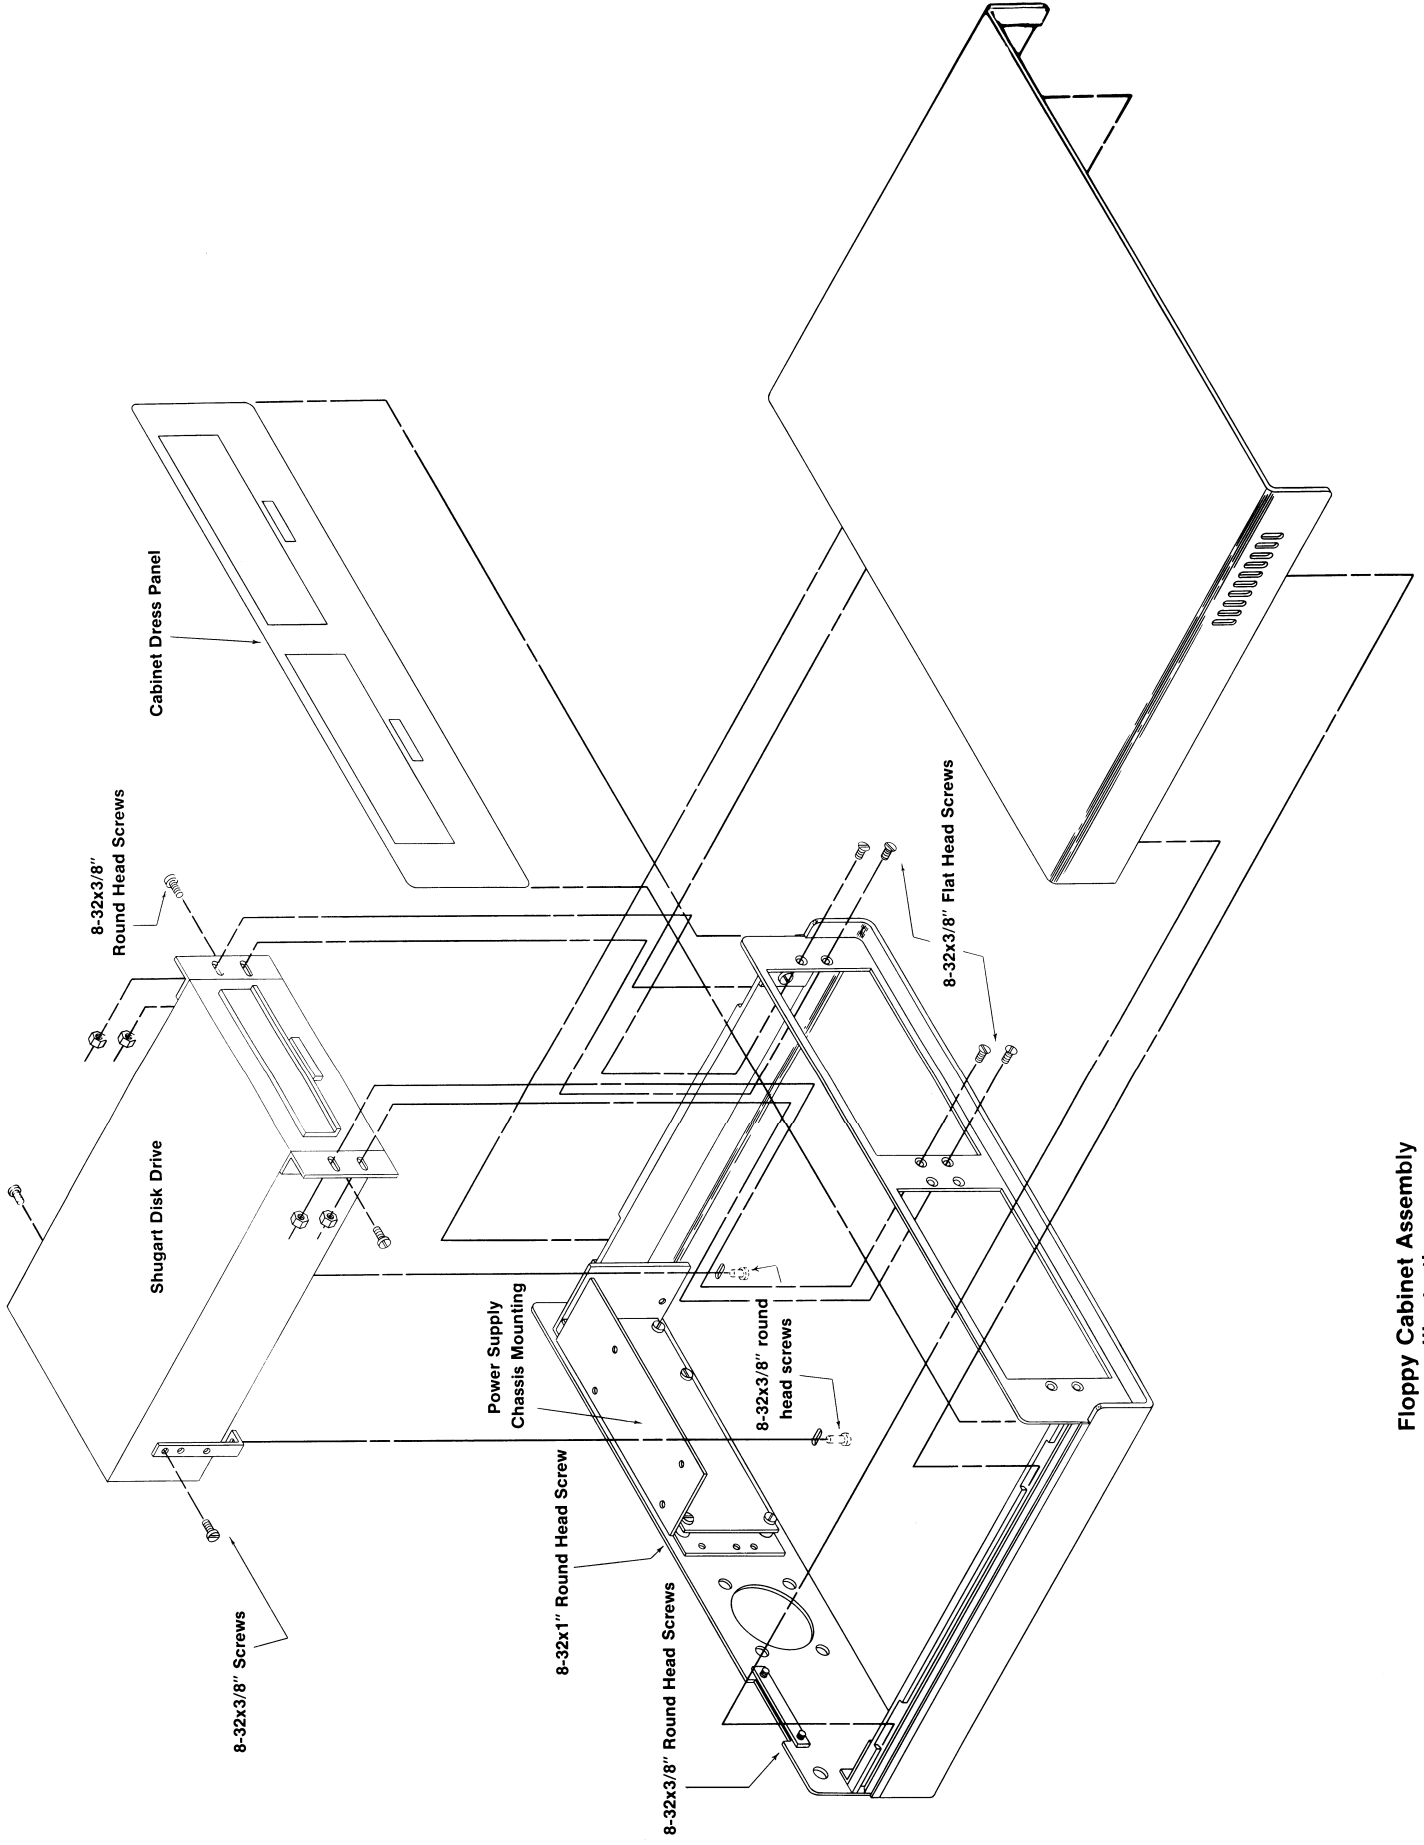 8-32x3/8" Screws
Shugart Disk Drive
8-32x3/8"
Round Head Screws
Cabinet Dress Panel
8-32x1" Round Head Screw
Power Supply
Chassis Mounting
8-32x3/8" Round Head Screws
8-32x3/8" round
head screws
8-32x3/8" Flat Head Screws
Floppy Cabinet Assembly